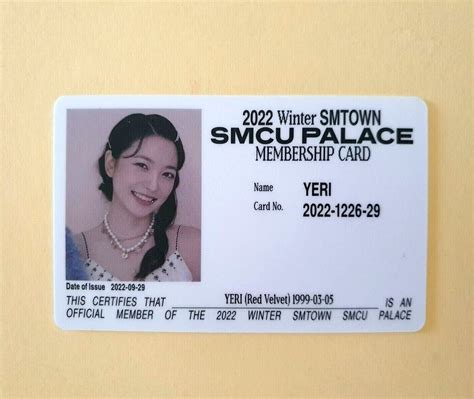 2022 Winter SMTOWN
SMCU PALACE
MEMBERSHIP CARD
Name YERI
Card No. 2022-1226-29
Date of Issue 2022-09-29
THIS CERTIFIES THAT YERI (Red Velvet) 1999-03-05 IS AN
OFFICIAL MEMBER OF THE 2022 WINTER SMTOWN SMCU PALACE